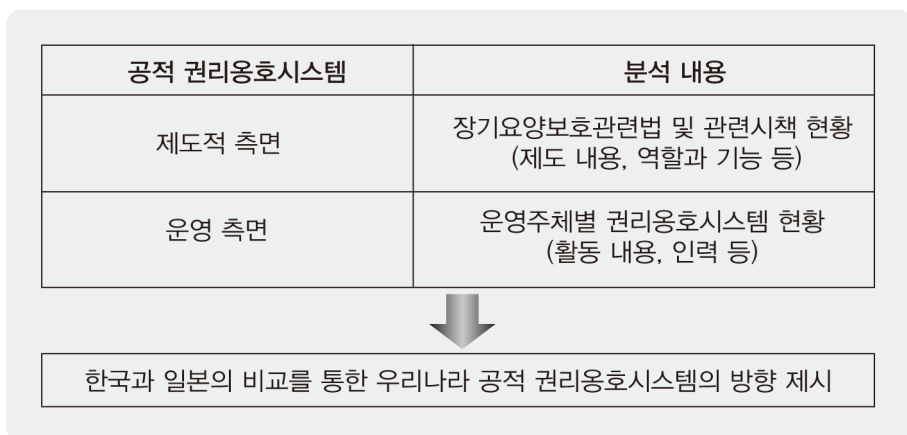 공적 권리옹호시스템
분석 내용
제도적 측면
장기요양보호관련법 및 관련시책 현황
(제도 내용, 역할과 기능 등)
운영 측면
운영주체별 권리옹호시스템 현황
(활동 내용, 인력 등)
한국과 일본의 비교를 통한 우리나라 공적 권리옹호시스템의 방향 제시